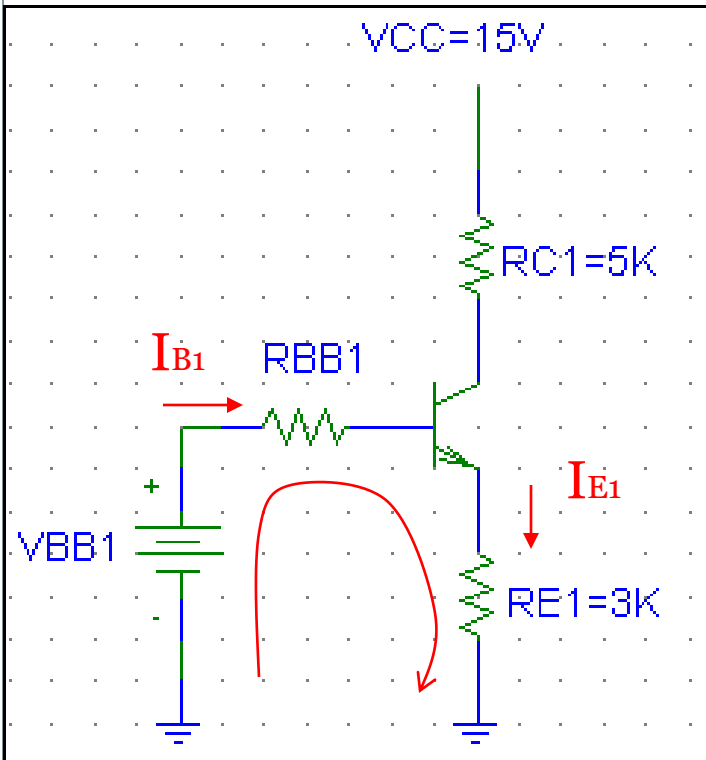 VCC=15V
RC1=5K
IB1
RBB1
+
IE1
VBB1
RE1=3K
-